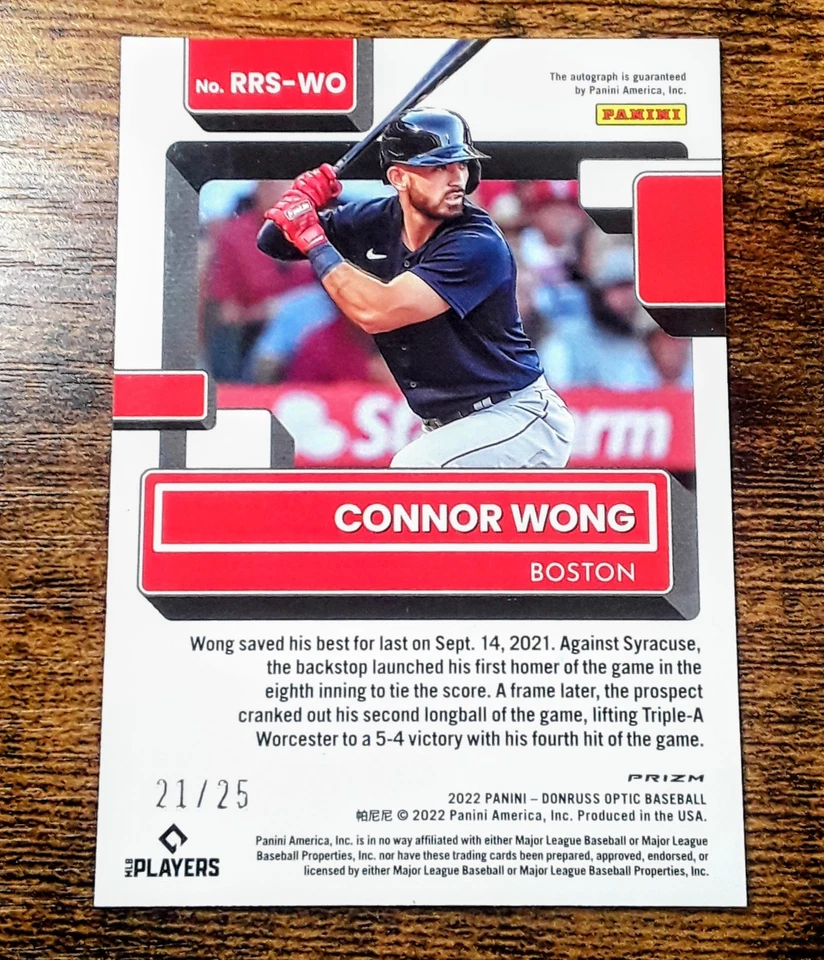 No. RRS-WO
The autograph is guaranteed
by Panini America, Inc.
PANINI
CONNOR WONG
BOSTON
Wong saved his best for last on Sept. 14, 2021. Against Syracuse,
the backstop launched his first homer of the game in the
eighth inning to tie the score. A frame later, the prospect
cranked out his second longball of the game, lifting Triple-A
Worcester to a 5-4 victory with his fourth hit of the game.
PRIZM
21/25
2022 PANINI – DONRUSS OPTIC BASEBALL
帕尼尼 © 2022 Panini America, Inc. Produced in the USA.
MLB PLAYERS
Panini America, Inc. is in no way affiliated with either Major League Baseball or Major League
Baseball Properties, Inc. nor have these trading cards been prepared, approved, endorsed, or
licensed by either Major League Baseball or Major League Baseball Properties, Inc.